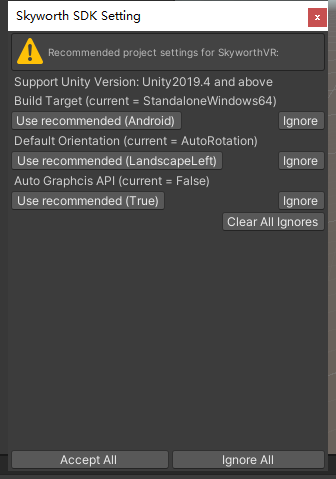 Skyworth SDK Setting
x
Recommended project settings for SkyworthVR:
Support Unity Version: Unity2019.4 and above
Build Target (current = StandaloneWindows64)
Use recommended (Android) Ignore
Default Orientation (current = AutoRotation)
Use recommended (LandscapeLeft) Ignore
Auto Graphcis API (current = False)
Use recommended (True) Ignore
Clear All Ignores
Accept All Ignore All